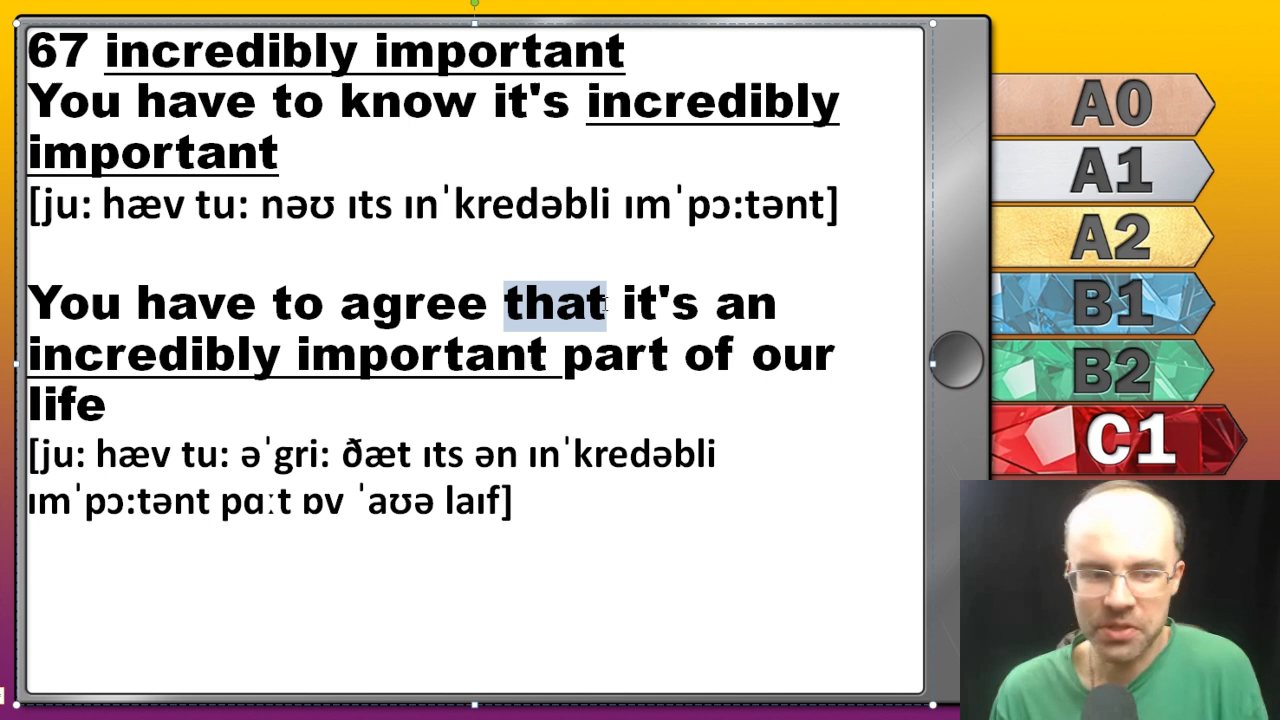 67 incredibly important
You have to know it's incredibly
important
[ju: hæv tu: nəʊ ɪts ɪnˈkredəbli ɪmˈpɔ:tənt]
You have to agree that it's an
incredibly important part of our
life
[ju: hæv tu: əˈgri: ðæt ɪts ən ɪnˈkredəbli
ɪmˈpɔ:tənt pɑːt ɒv ˈaʊə laɪf]
A0
A1
A2
B1
B2
C1